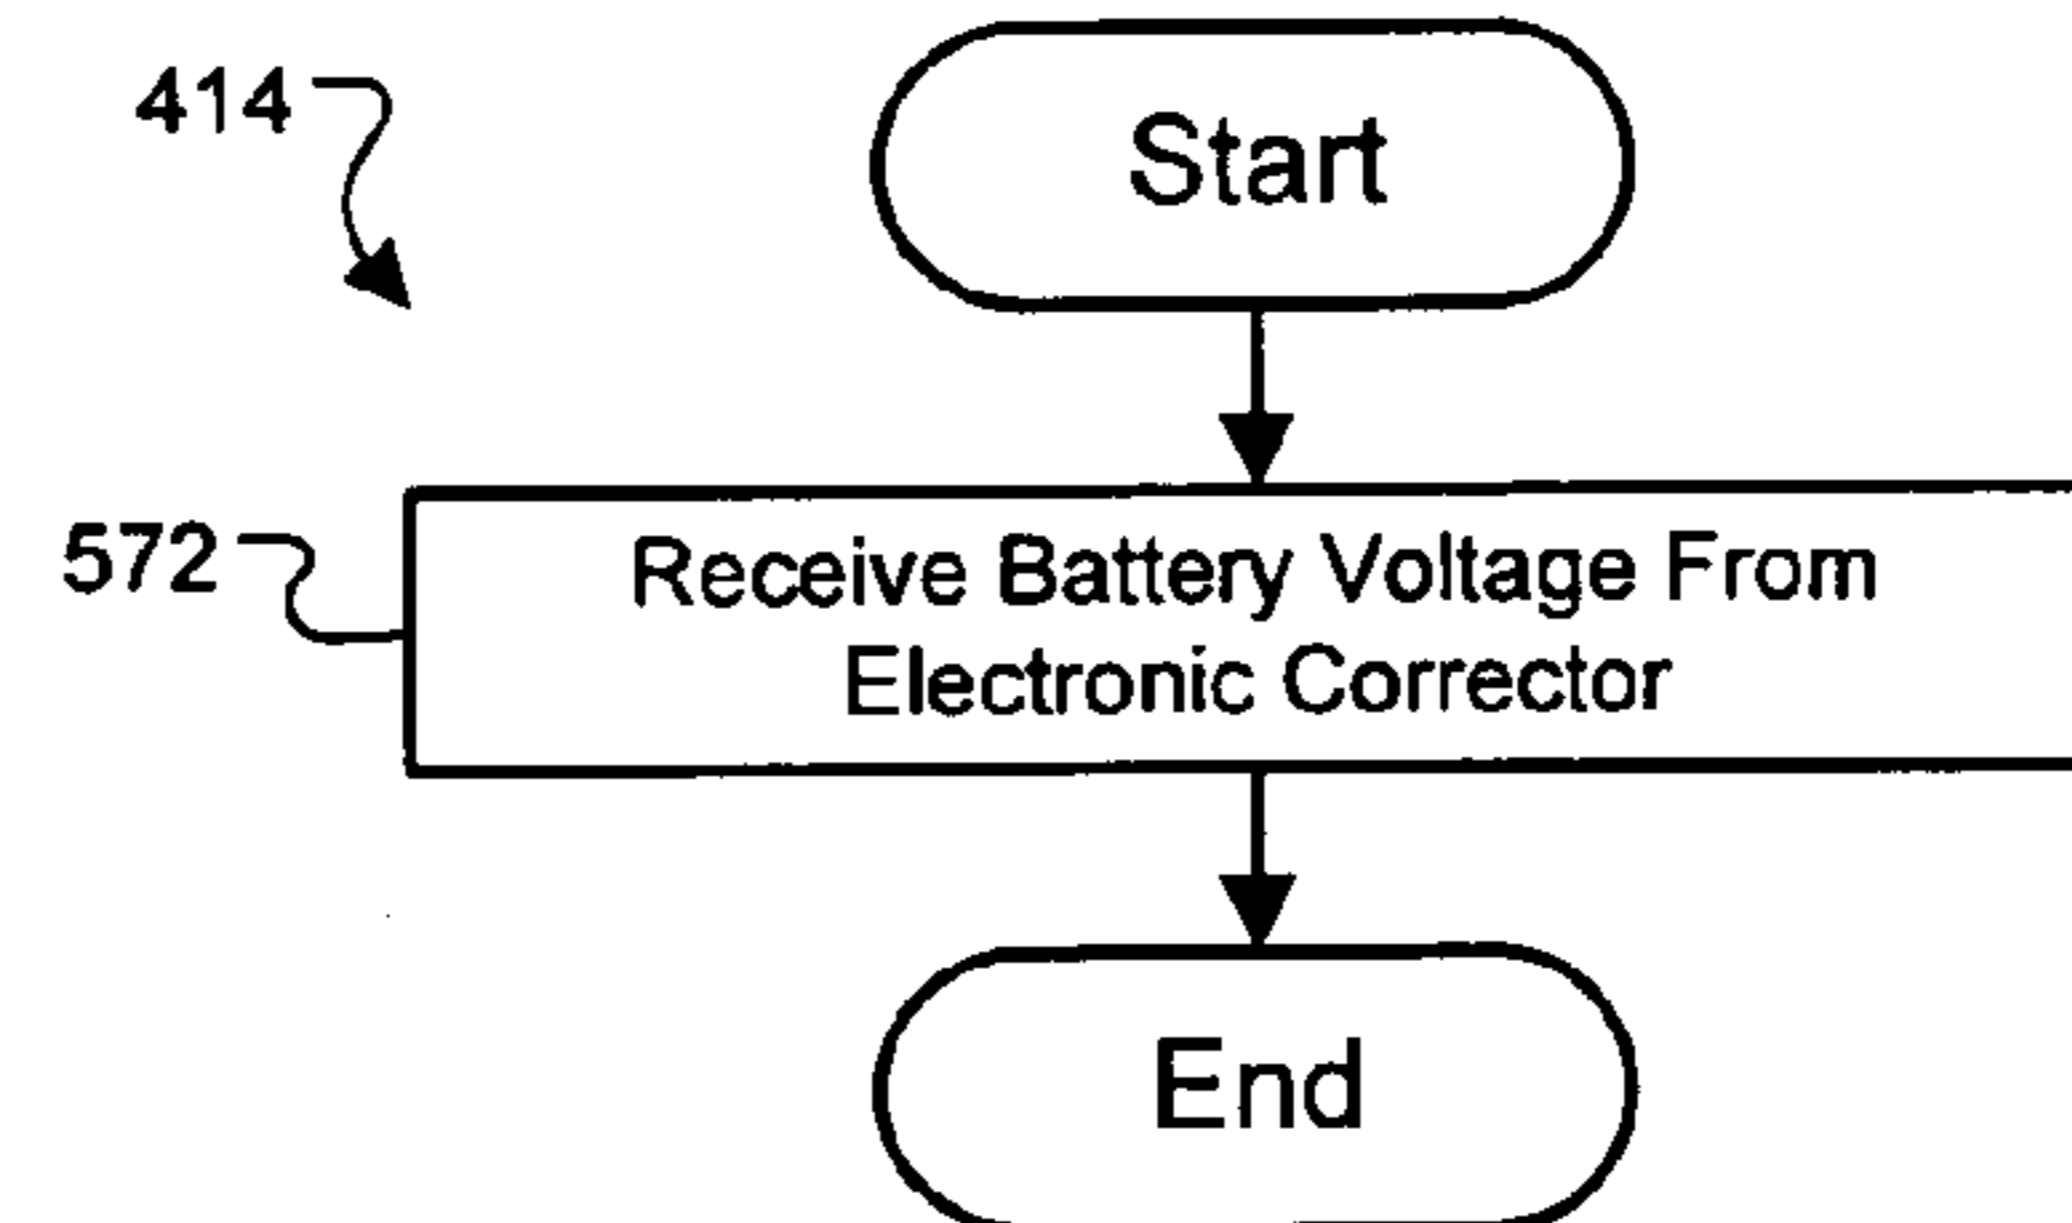 414
Start
572
Receive Battery Voltage From
Electronic Corrector
End